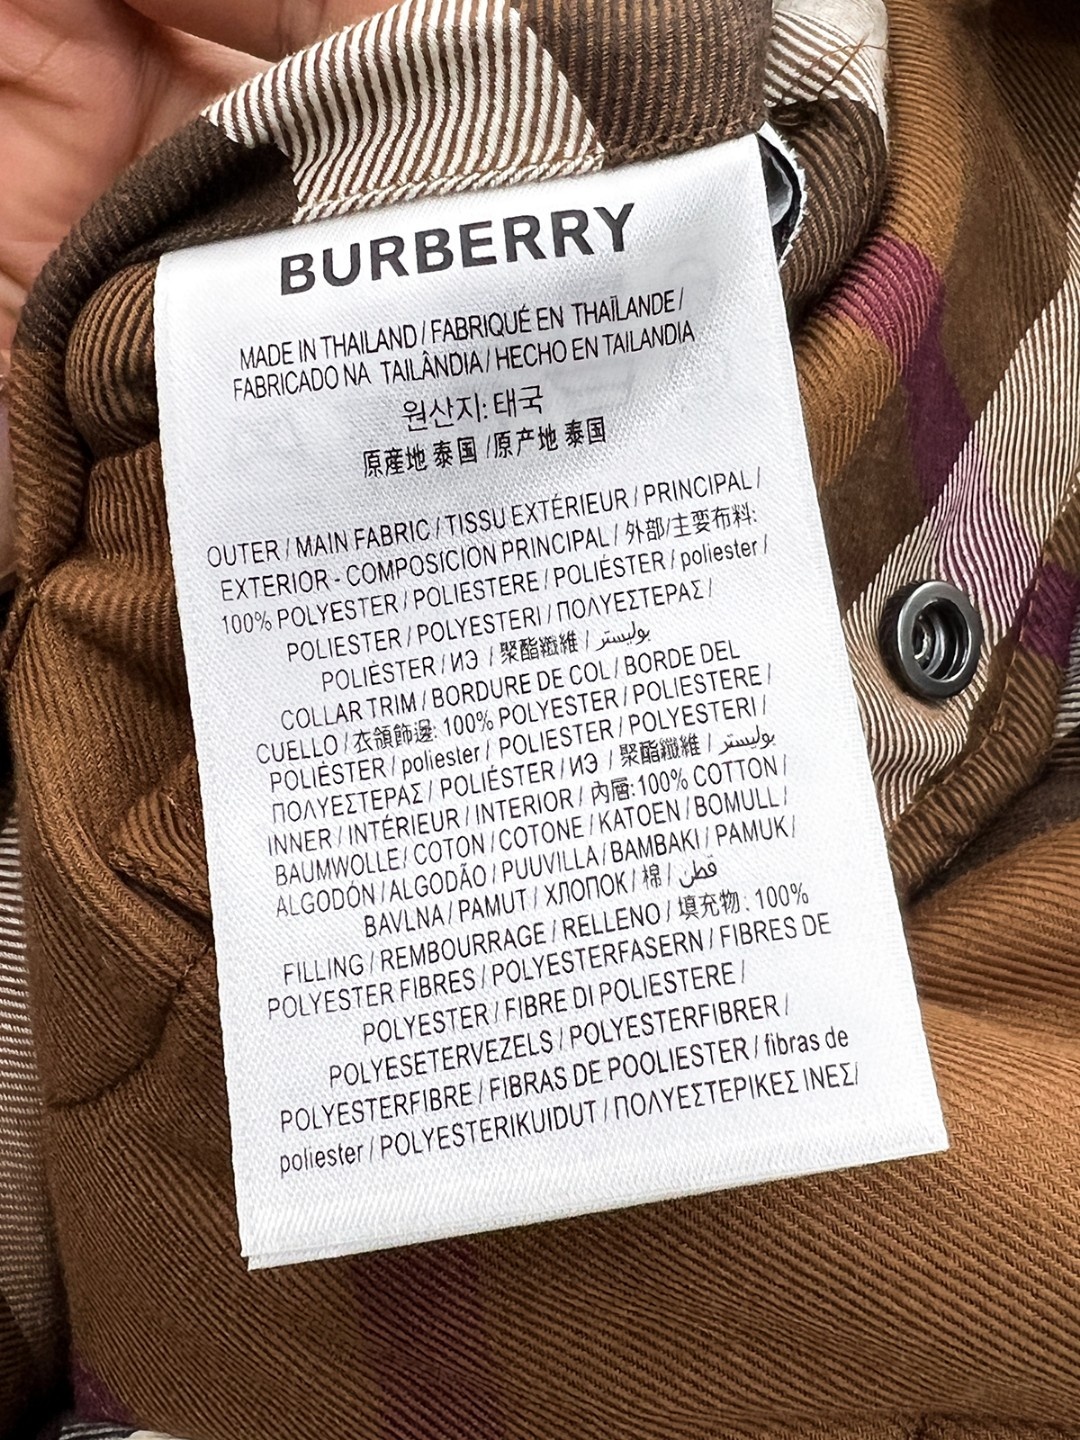 BURBERRY
MADE IN THAILAND / FABRIQUÉ EN THAÏLANDE /
FABRICADO NA TAILÂNDIA / HECHO EN TAILANDIA
원산지: 태국
原産地 泰国 /原产地 泰国
OUTER / MAIN FABRIC / TISSU EXTÉRIEUR / PRINCIPAL /
EXTERIOR - COMPOSICION PRINCIPAL / 外部/主要布料:
100% POLYESTER / POLIESTERE / POLIÉSTER / poliester /
POLIESTER / POLYESTERI / ΠΟΛΥΕΣΤΕΡΑΣ /
POLIÉSTER / ИЭ / 聚酯纖維 / بوليستر
COLLAR TRIM / BORDURE DE COL / BORDE DEL
CUELLO / 衣領飾邊: 100% POLYESTER / POLIESTERE /
POLIÈSTER / poliester / POLIESTER / POLYESTERI /
ΠΟΛΥΕΣΤΕΡΑΣ / POLIÉSTER / ИЭ / 聚酯纖維 / بوليستر
INNER / INTÉRIEUR / INTERIOR / 內層: 100% COTTON /
BAUMWOLLE / COTON / COTONE / KATOEN / BOMULL /
ALGODÓN / ALGODÃO / PUUVILLA / BAMBAKI / PAMUK /
BAVLNA / PAMUT / ХЛОПОК / 棉 / قطن
FILLING / REMBOURRAGE / RELLENO / 填充物: 100%
POLYESTER FIBRES / POLYESTERFASERN / FIBRES DE
POLYESTER / FIBRE DI POLIESTERE /
POLYESETERVEZELS / POLYESTERFIBRER /
POLYESTERFIBRE / FIBRAS DE POOLIESTER / fibras de
poliester / POLYESTERIKUIDUT / ΠΟΛΥΕΣΤΕΡΙΚΕΣ ΙΝΕΣ/